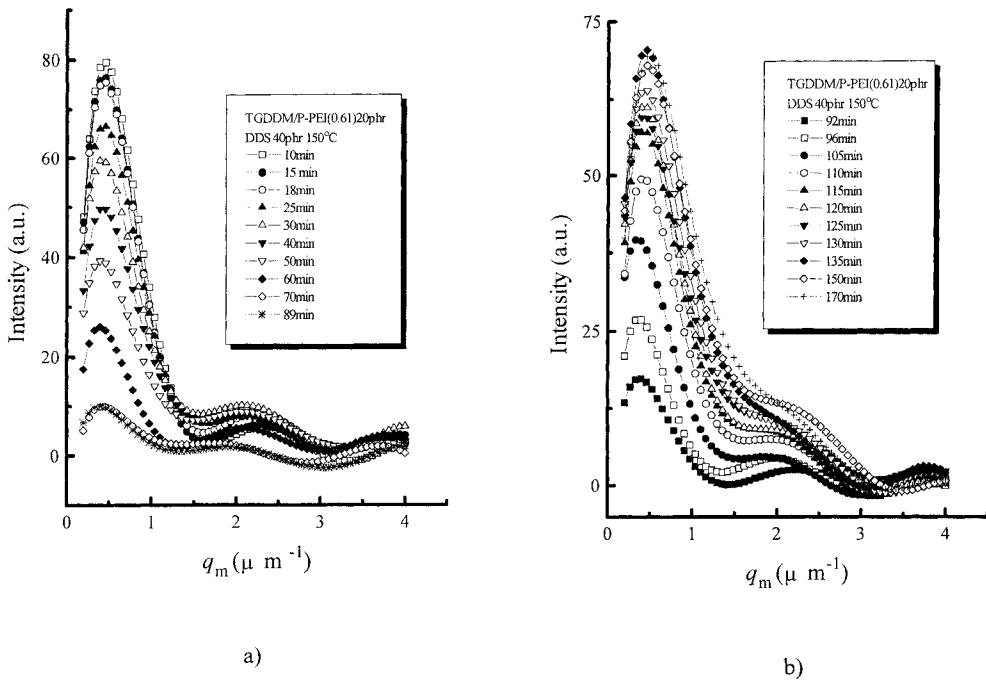 80
60
40
20
0
Intensity (a.u.)
TGDDM/P-PEI(0.61)20phr
DDS 40phr 150°C
10min
15 min
18min
25min
30min
40min
50min
60min
70min
89min
0 1 2 3 4
q_m (μ m⁻¹)
a)
75
50
25
0
Intensity (a.u.)
TGDDM/P-PEI(0.61)20phr
DDS 40phr 150°C
92min
96min
105min
110min
115min
120min
125min
130min
135min
150min
170min
0 1 2 3 4
q_m (μ m⁻¹)
b)